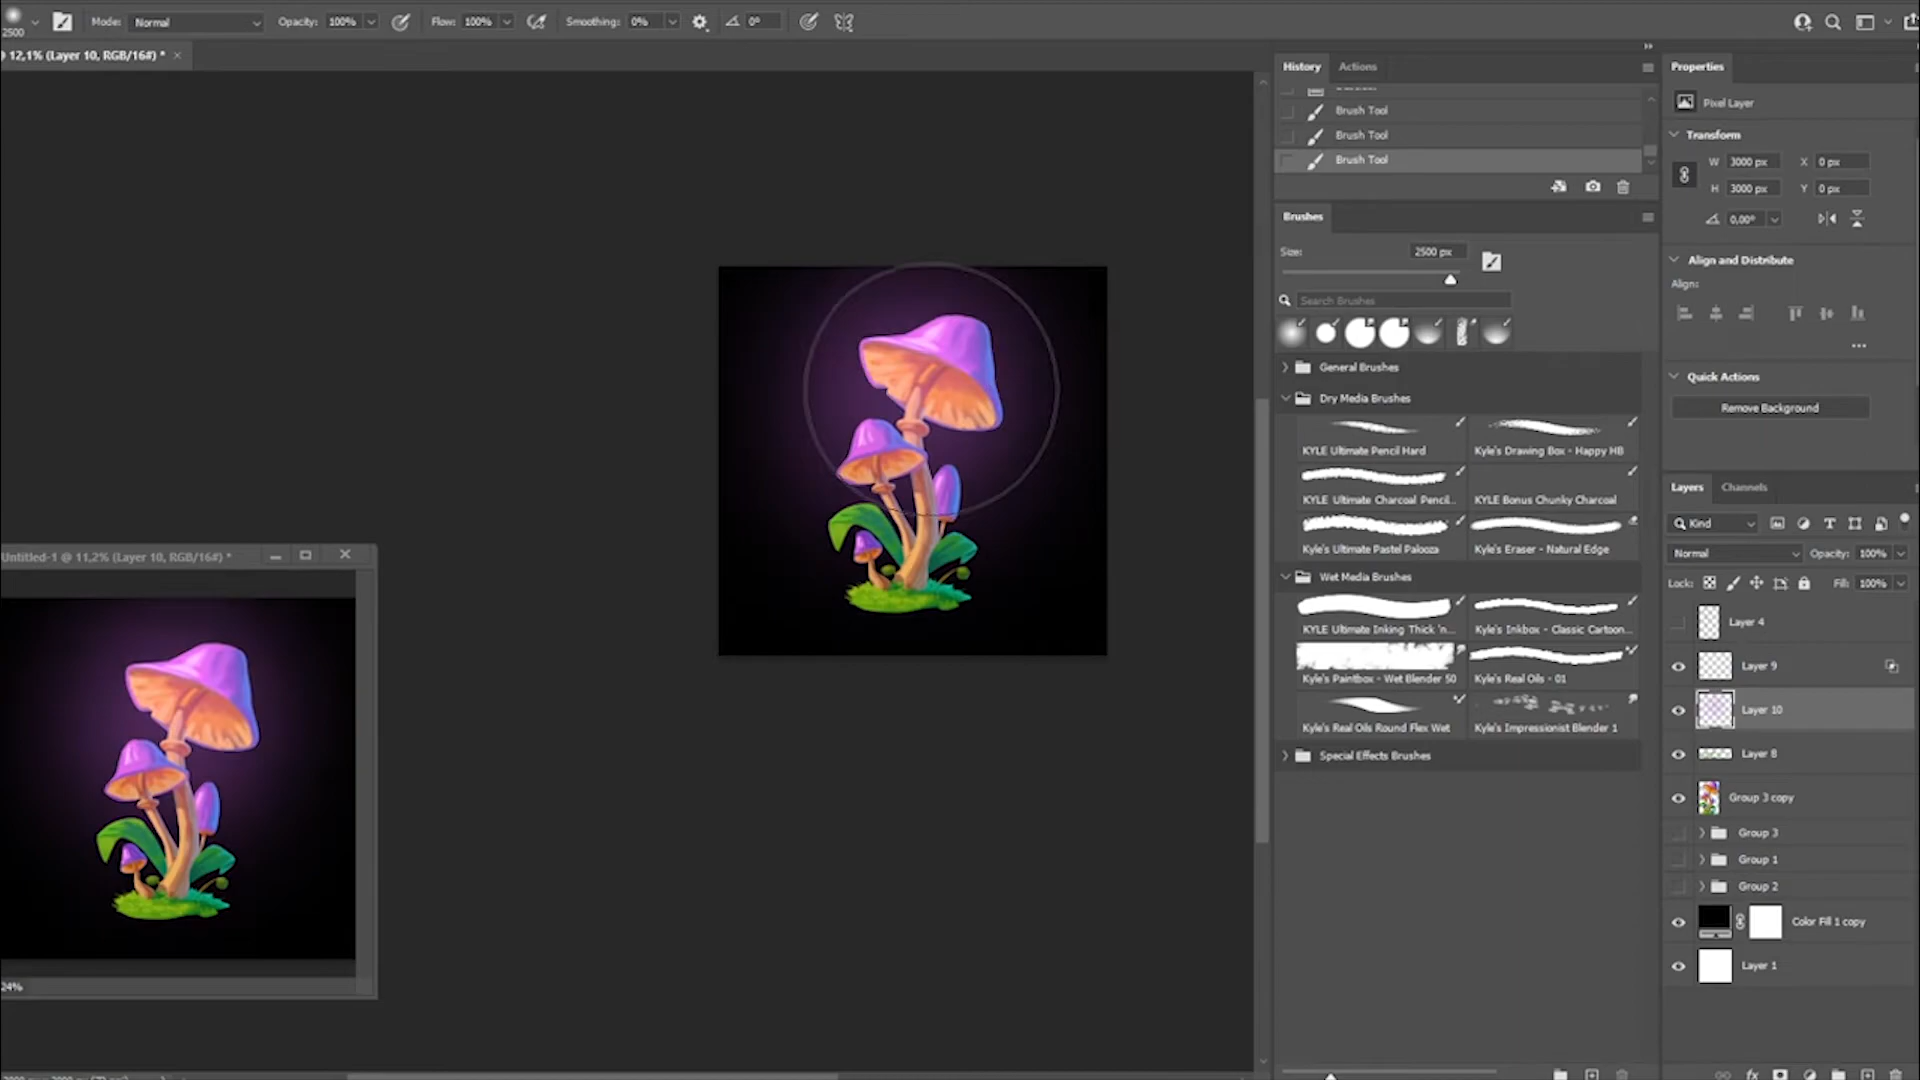 2500
Mode: Normal
Opacity: 100%
Flow: 100%
Smoothing: 0%
0°
12,1% (Layer 10, RGB/16#) *
History
Actions
Brush Tool
Brush Tool
Brush Tool
Brushes
Size:
2500 px
Search Brushes
General Brushes
Dry Media Brushes
KYLE Ultimate Pencil Hard
Kyle's Drawing Box - Happy HB
KYLE Ultimate Charcoal Pencil...
KYLE Bonus Chunky Charcoal
Kyle's Ultimate Pastel Palooza
Kyle's Eraser - Natural Edge
Wet Media Brushes
KYLE Ultimate Inking Thick 'n...
Kyle's Inkbox - Classic Cartoon...
Kyle's Paintbox - Wet Blender 50
Kyle's Real Oils - 01
Kyle's Real Oils Round Flex Wet
Kyle's Impressionist Blender 1
Special Effects Brushes
Properties
Pixel Layer
Transform
W 3000 px X 0 px
H 3000 px Y 0 px
0,00°
Align and Distribute
Align:
Quick Actions
Remove Background
Layers
Channels
Kind
Normal
Opacity: 100%
Lock:
Fill: 100%
Layer 4
Layer 9
Layer 10
Layer 8
Group 3 copy
Group 3
Group 1
Group 2
Color Fill 1 copy
Layer 1
Untitled-1 @ 11,2% (Layer 10, RGB/16#) *
24%